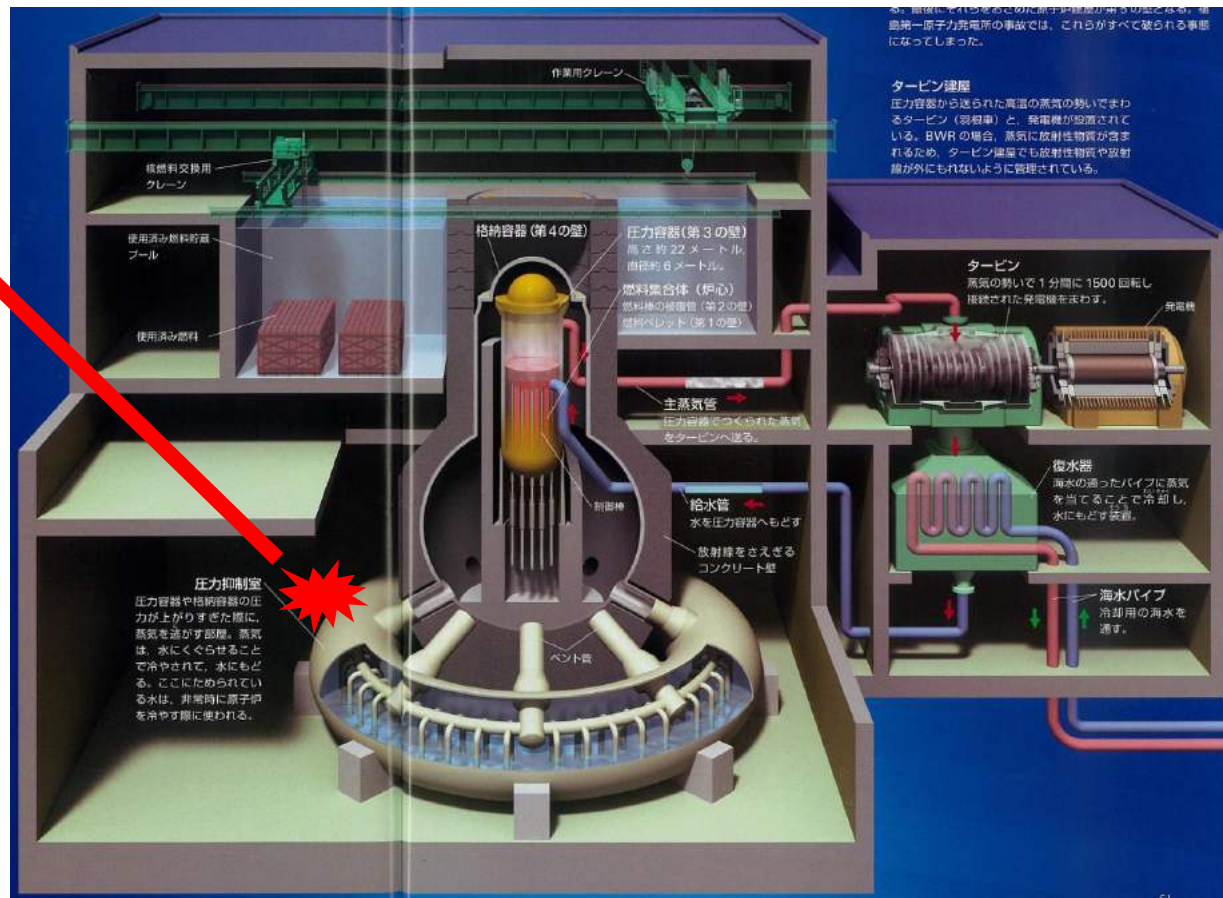 る。最後にそれらをおさめた原子炉建屋が第5の壁となる。福
島第一原子力発電所の事故では，これらがすべて破られる事態
になってしまった。
作業用クレーン
タービン建屋
圧力容器から送られた高温の蒸気の勢いでまわ
るタービン（羽根車）と，発電機が設置されて
いる。BWRの場合，蒸気に放射性物質が含ま
れるため，タービン建屋でも放射性物質や放射
線が外にもれないように管理されている。
核燃料交換用
クレーン
使用済み燃料貯蔵
プール
使用済み燃料
格納容器（第4の壁）
圧力容器（第3の壁）
高さ約22メートル，
直径約6メートル。
燃料集合体（炉心）
燃料棒の被覆管（第2の壁）
燃料ペレット（第1の壁）
タービン
蒸気の勢いで1分間に1500回転し
接続された発電機をまわす。
発電機
主蒸気管
圧力容器でつくられた蒸気
をタービンへ送る。
制御棒
給水管
水を圧力容器へもどす
放射線をさえぎる
コンクリート壁
復水器
海水の通ったパイプに蒸気
を当てることで冷却し，
水にもどす装置。
圧力抑制室
圧力容器や格納容器の圧
力が上がりすぎた際に，
蒸気を逃がす部屋。蒸気
は，水にくぐらせること
で冷やされて，水にもど
る。ここにためられてい
る水は，非常時に原子炉
を冷やす際に使われる。
ベント管
海水パイプ
冷却用の海水を
通す。